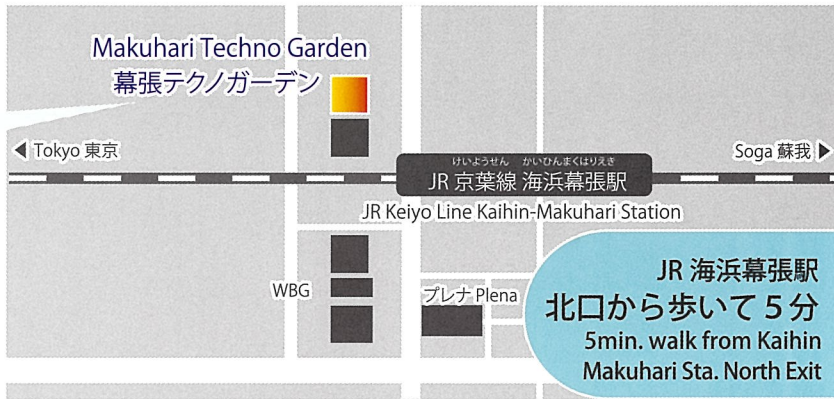 Makuhari Techno Garden
幕張テクノガーデン
◀ Tokyo 東京
Soga 蘇我 ▶
けいようせん かいひんまくはりえき
JR 京葉線 海浜幕張駅
JR Keiyo Line Kaihin-Makuhari Station
WBG
プレナ Plena
JR 海浜幕張駅
北口から歩いて 5 分
5min. walk from Kaihin
Makuhari Sta. North Exit